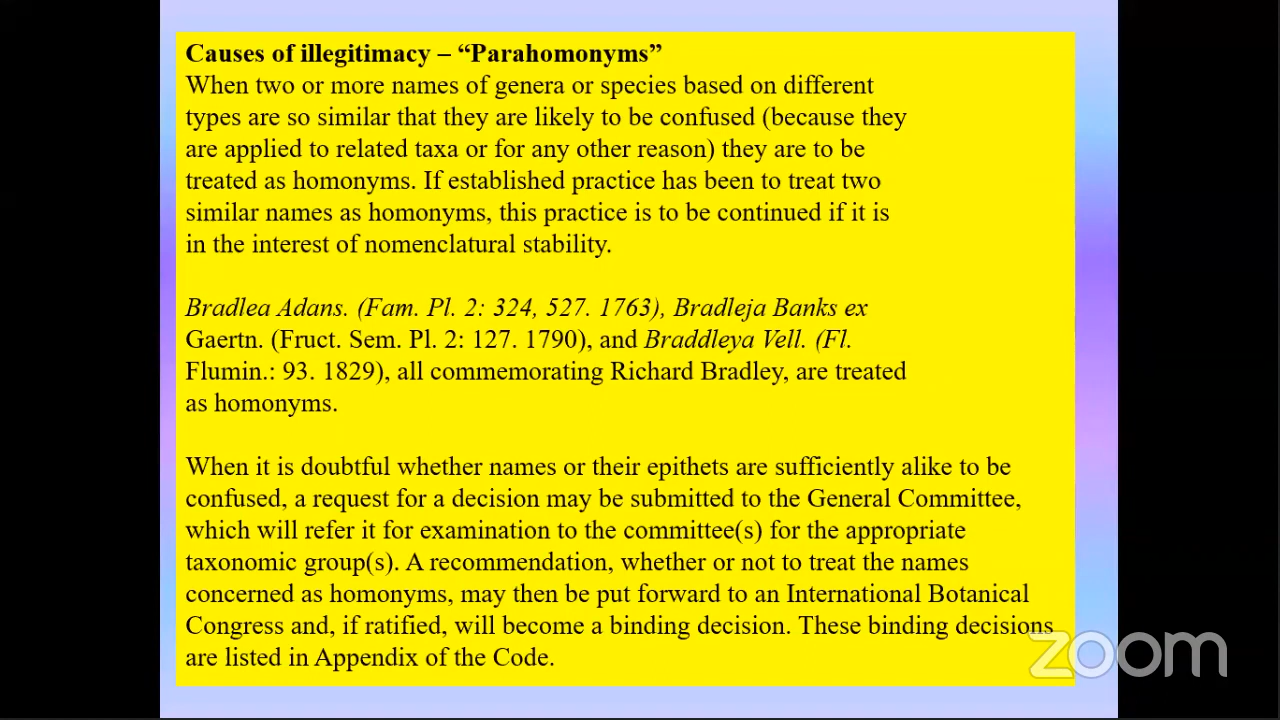 Causes of illegitimacy – “Parahomonyms”
When two or more names of genera or species based on different
types are so similar that they are likely to be confused (because they
are applied to related taxa or for any other reason) they are to be
treated as homonyms. If established practice has been to treat two
similar names as homonyms, this practice is to be continued if it is
in the interest of nomenclatural stability.
Bradlea Adans. (Fam. Pl. 2: 324, 527. 1763), Bradleja Banks ex
Gaertn. (Fruct. Sem. Pl. 2: 127. 1790), and Braddleya Vell. (Fl.
Flumin.: 93. 1829), all commemorating Richard Bradley, are treated
as homonyms.
When it is doubtful whether names or their epithets are sufficiently alike to be
confused, a request for a decision may be submitted to the General Committee,
which will refer it for examination to the committee(s) for the appropriate
taxonomic group(s). A recommendation, whether or not to treat the names
concerned as homonyms, may then be put forward to an International Botanical
Congress and, if ratified, will become a binding decision. These binding decisions
are listed in Appendix of the Code.
zoom